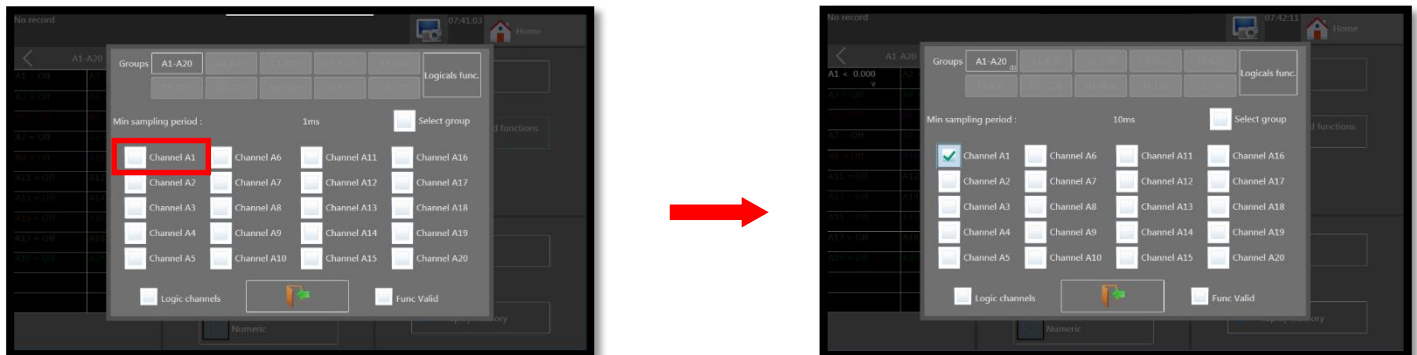 No record
07:41:03
Home
A1-A20
Groups
A1-A20
Logicals func.
Min sampling period :
1ms
Select group
d functions
Channel A1
Channel A6
Channel A11
Channel A16
Channel A2
Channel A7
Channel A12
Channel A17
Channel A3
Channel A8
Channel A13
Channel A18
Channel A4
Channel A9
Channel A14
Channel A19
Channel A5
Channel A10
Channel A15
Channel A20
Logic channels
Func Valid
Numeric
No record
07:42:11
Home
A1-A20
A1 < 0.000
V
Groups
A1-A20
(1)
Logicals func.
Min sampling period :
10ms
Select group
d functions
Channel A1
Channel A6
Channel A11
Channel A16
Channel A2
Channel A7
Channel A12
Channel A17
Channel A3
Channel A8
Channel A13
Channel A18
Channel A4
Channel A9
Channel A14
Channel A19
Channel A5
Channel A10
Channel A15
Channel A20
Logic channels
Func Valid
Numeric